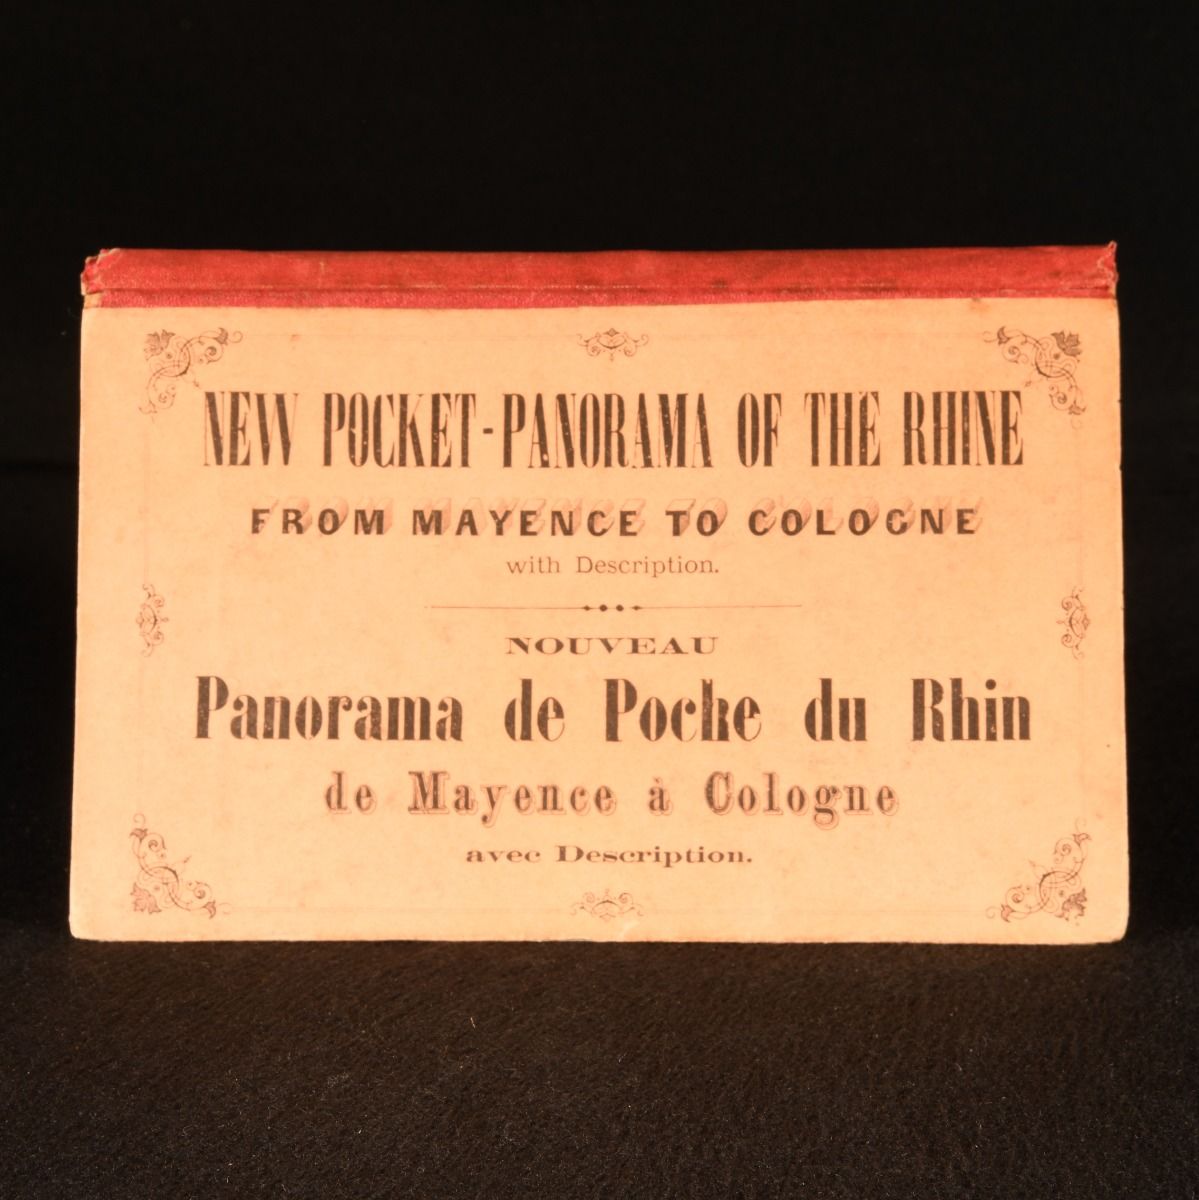 NEW POCKET-PANORAMA OF THE RHINE
FROM MAYENCE TO COLOGNE
with Description.
NOUVEAU
Panorama de Poche du Rhin
de Mayence à Cologne
avec Description.